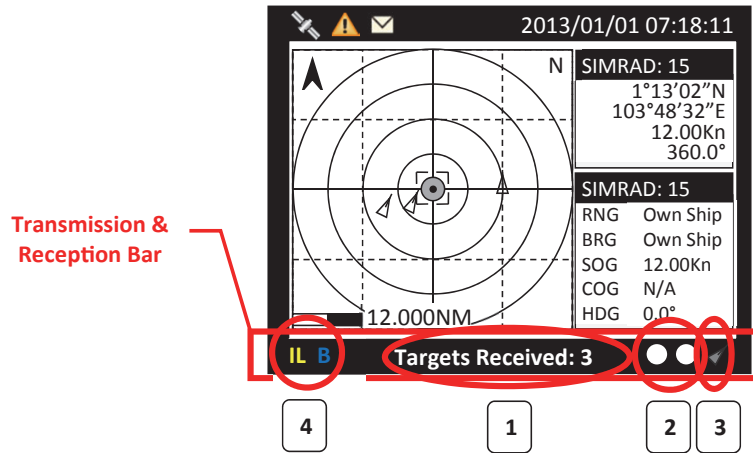 2013/01/01 07:18:11
N
12.000NM
SIMRAD: 15
1°13’02”N
103°48’32”E
12.00Kn
360.0°
SIMRAD: 15
RNG Own Ship
BRG Own Ship
SOG 12.00Kn
COG N/A
HDG 0.0°
Transmission &
Reception Bar
IL B Targets Received: 3
4 1 2 3